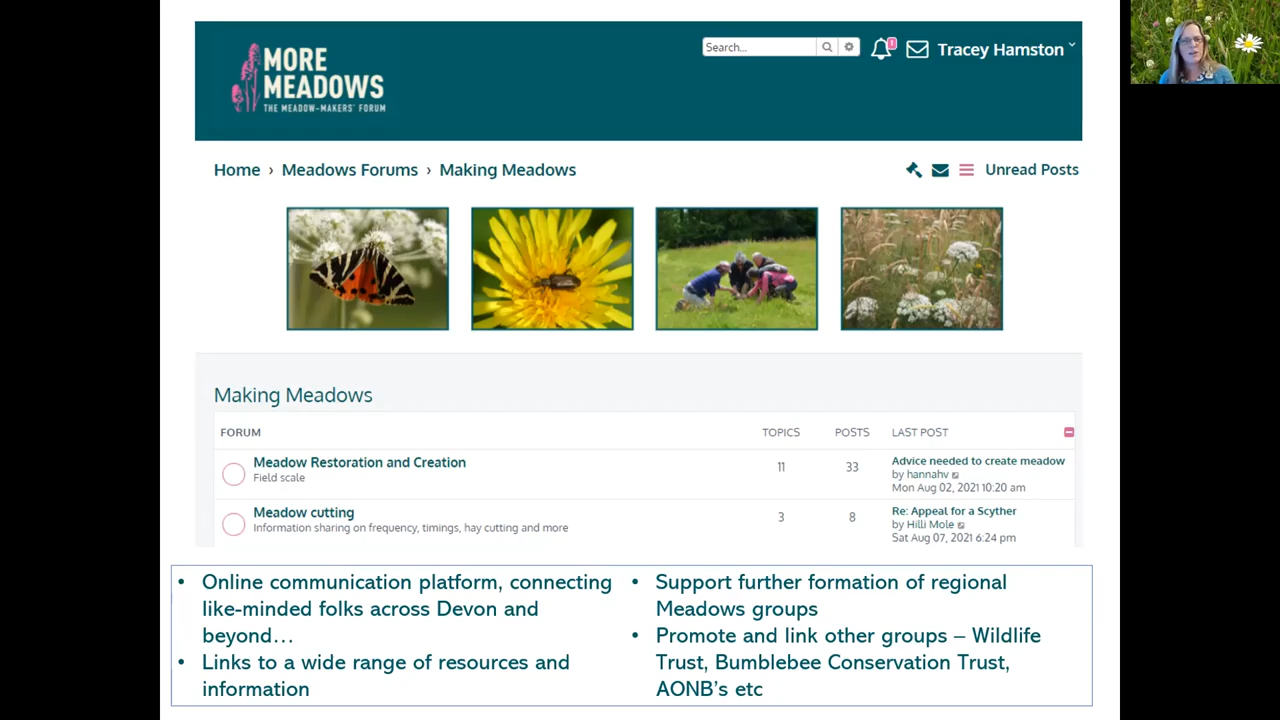 MORE
MEADOWS
THE MEADOW-MAKERS' FORUM
Search...
1
Tracey Hamston
Home › Meadows Forums › Making Meadows
Unread Posts
Making Meadows
FORUM TOPICS POSTS LAST POST
Meadow Restoration and Creation
Field scale
11 33
Advice needed to create meadow
by hannahv
Mon Aug 02, 2021 10:20 am
Meadow cutting
Information sharing on frequency, timings, hay cutting and more
3 8
Re: Appeal for a Scyther
by Hilli Mole
Sat Aug 07, 2021 6:24 pm
• Online communication platform, connecting
like-minded folks across Devon and
beyond…
• Links to a wide range of resources and
information
• Support further formation of regional
Meadows groups
• Promote and link other groups – Wildlife
Trust, Bumblebee Conservation Trust,
AONB's etc